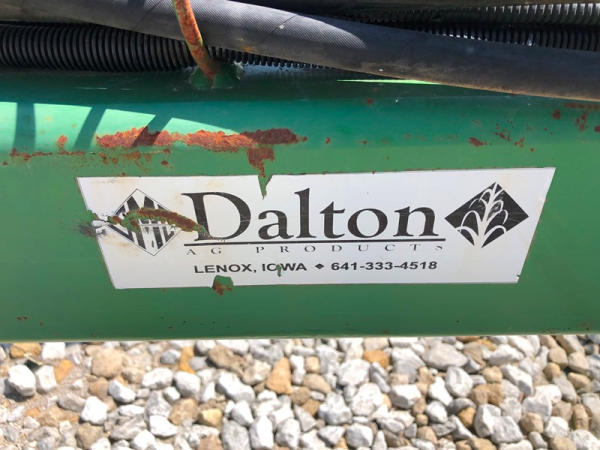 Dalton
AG PRODUCTS
LENOX, IOWA ◆ 641-333-4518